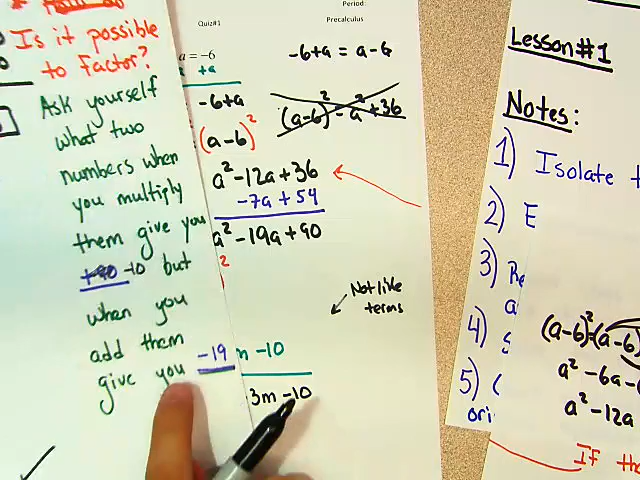 Is it possible
to Factor?
Ask yourself
what two
numbers when
you multiply
them give you
-10 but
when you
add them
give you -19
Period:
Quiz#1
Precalculus
a = -6
+a
-6+a
(a-6)²
a²-12a+36
-7a+54
a²-19a+90
2
m -10
3m -10
-6+a = a-6
(a-6)² - a² + 36
Not like
terms
Lesson #1
Notes:
1) Isolate
2) E
3)
a
4)
5)
ori
(a-6)²=(a-6)
a²-6a
a²-12a
If